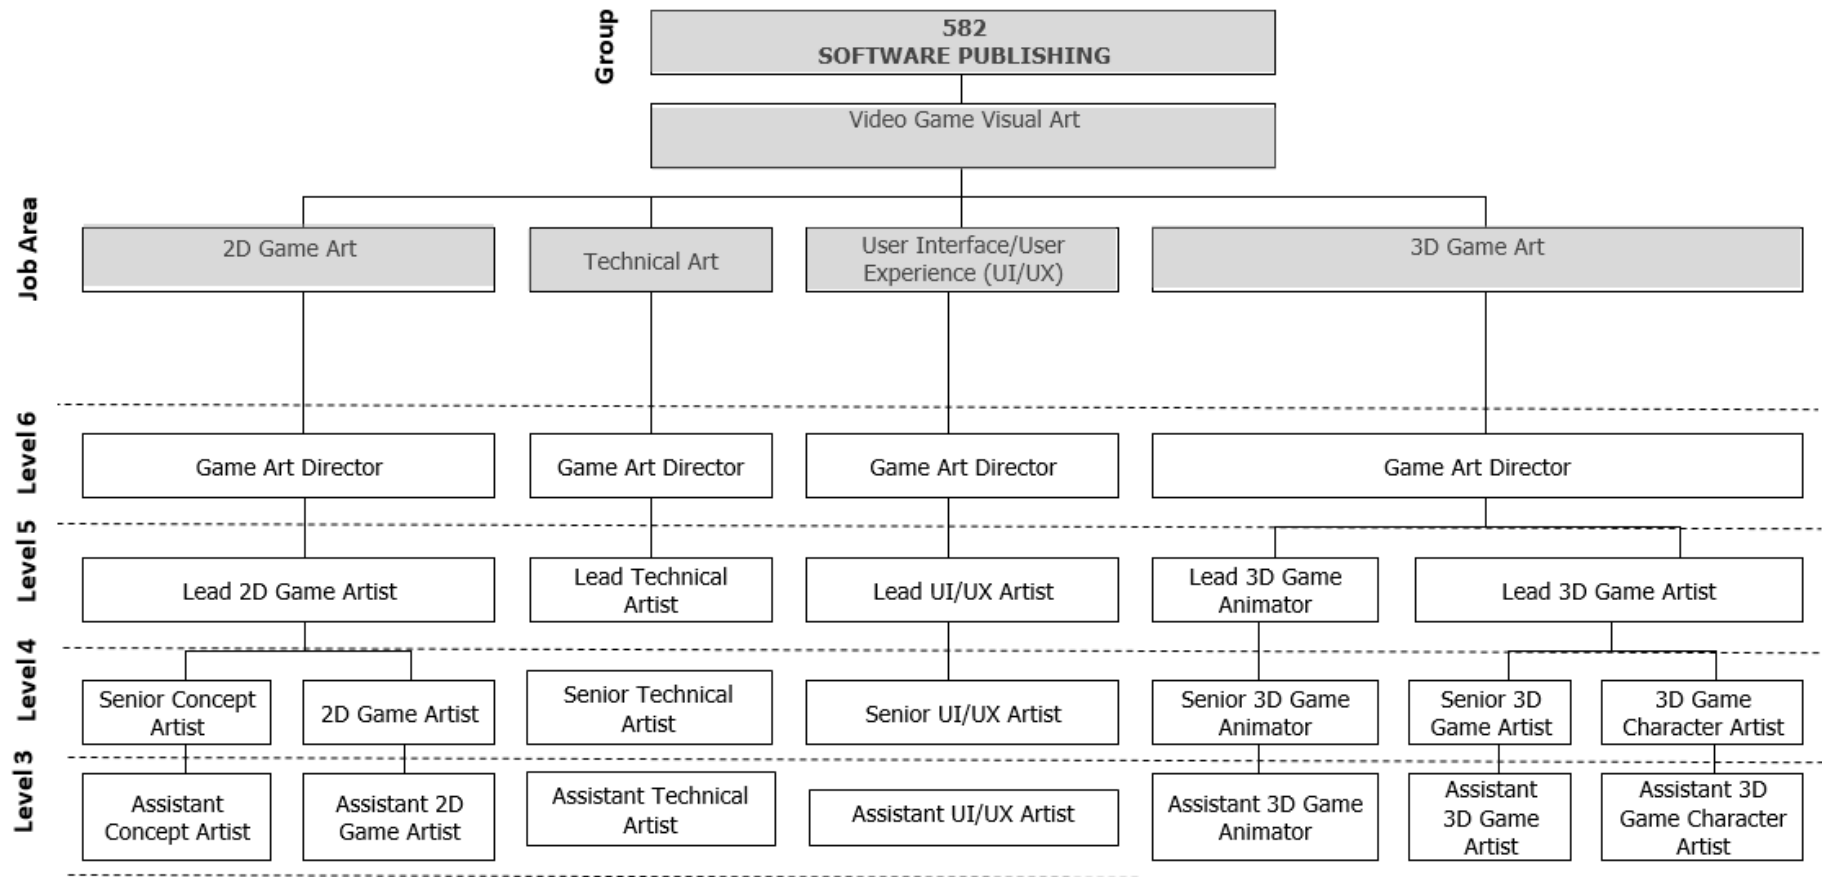 Group
582
SOFTWARE PUBLISHING
Video Game Visual Art
Job Area
2D Game Art
Technical Art
User Interface/User
Experience (UI/UX)
3D Game Art
Level 6
Game Art Director
Game Art Director
Game Art Director
Game Art Director
Level 5
Lead 2D Game Artist
Lead Technical
Artist
Lead UI/UX Artist
Lead 3D Game
Animator
Lead 3D Game Artist
Level 4
Senior Concept
Artist
2D Game Artist
Senior Technical
Artist
Senior UI/UX Artist
Senior 3D Game
Animator
Senior 3D
Game Artist
3D Game
Character Artist
Level 3
Assistant
Concept Artist
Assistant 2D
Game Artist
Assistant Technical
Artist
Assistant UI/UX Artist
Assistant 3D Game
Animator
Assistant
3D Game
Artist
Assistant 3D
Game Character
Artist